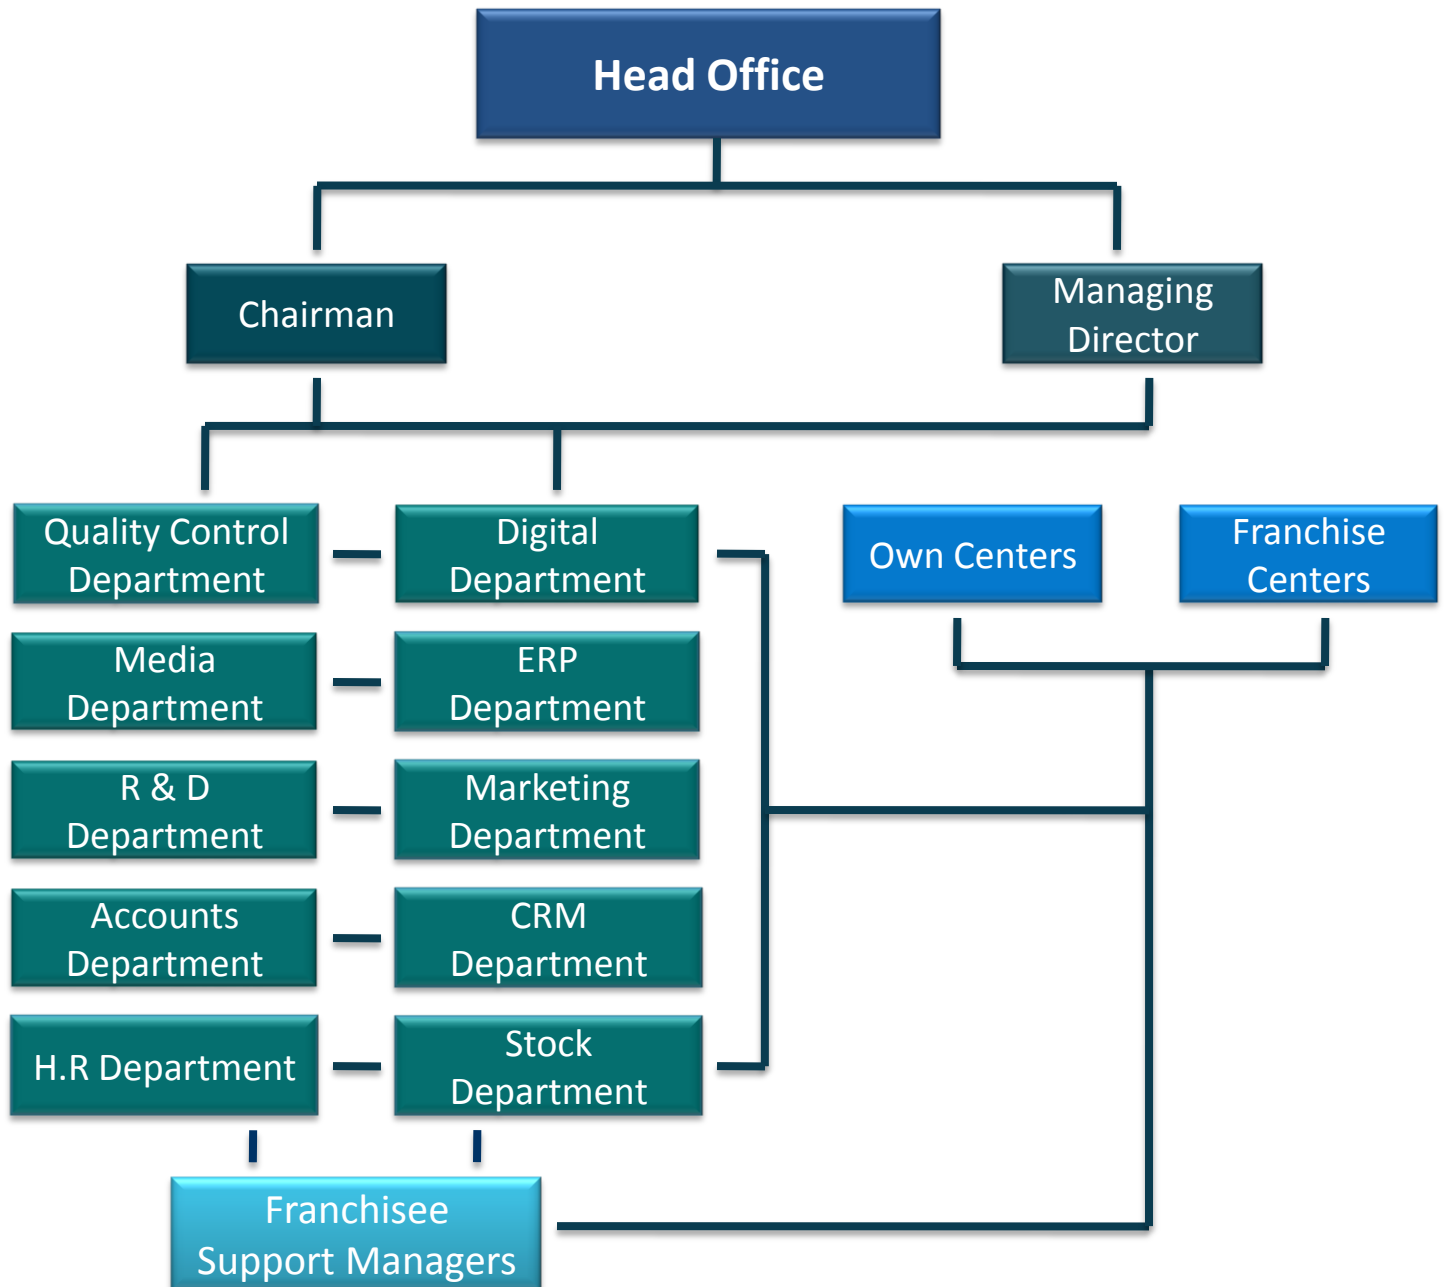 Head Office
Chairman
Managing
Director
Quality Control
Department
Digital
Department
Own Centers
Franchise
Centers
Media
Department
ERP
Department
R & D
Department
Marketing
Department
Accounts
Department
CRM
Department
H.R Department
Stock
Department
Franchisee
Support Managers